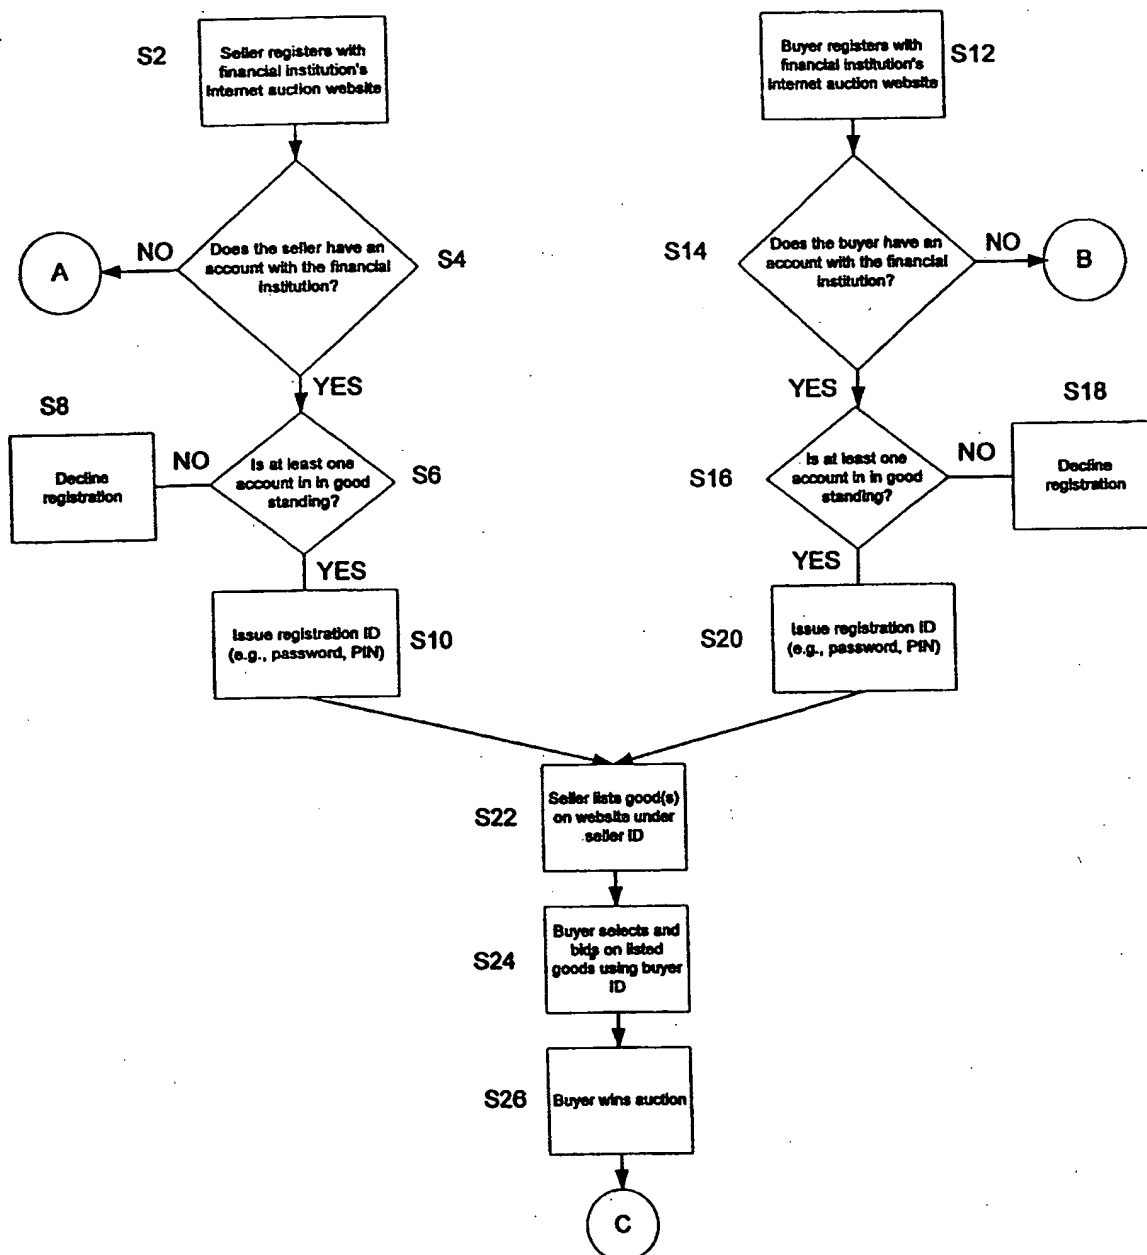 S2
Seller registers with
financial institution's
Internet auction website
Buyer registers with
financial institution's
Internet auction website
S12
A
NO
Does the seller have an
account with the financial
institution?
S4
S14
Does the buyer have an
account with the financial
institution?
NO
B
YES
YES
S8
S18
Decline
registration
NO
Is at least one
account in in good
standing?
S6
S16
Is at least one
account in in good
standing?
NO
Decline
registration
YES
YES
Issue registration ID
(e.g., password, PIN)
S10
S20
Issue registration ID
(e.g., password, PIN)
S22
Seller lists good(s)
on website under
seller ID
S24
Buyer selects and
bids on listed
goods using buyer
ID
S26
Buyer wins auction
C